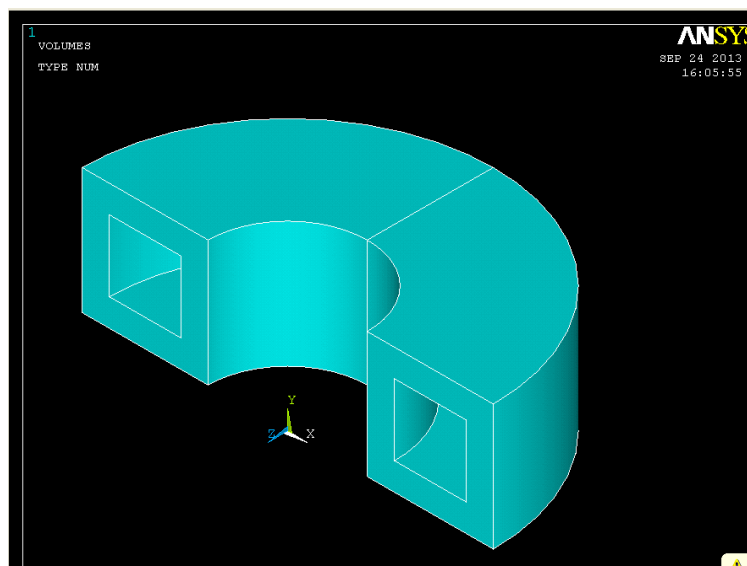 1
VOLUMES
TYPE NUM
ANSYS
SEP 24 2013
16:05:55
Y
Z X